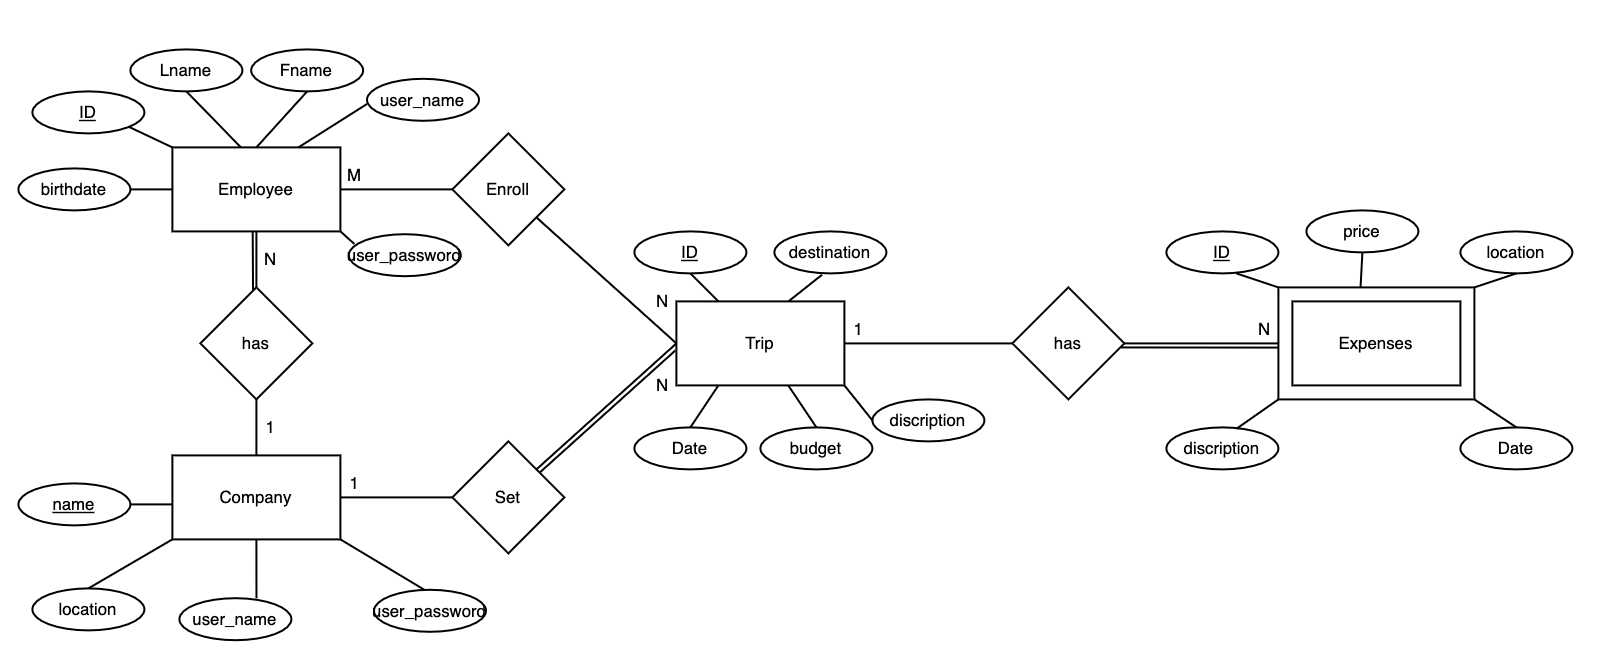 Lname
Fname
user_name
ID
birthdate
Employee
M
Enroll
user_password
N
ID
destination
ID
price
location
has
N
Trip
1
has
N
Expenses
N
1
Date
budget
discription
discription
Date
name
Company
1
Set
location
user_name
user_password